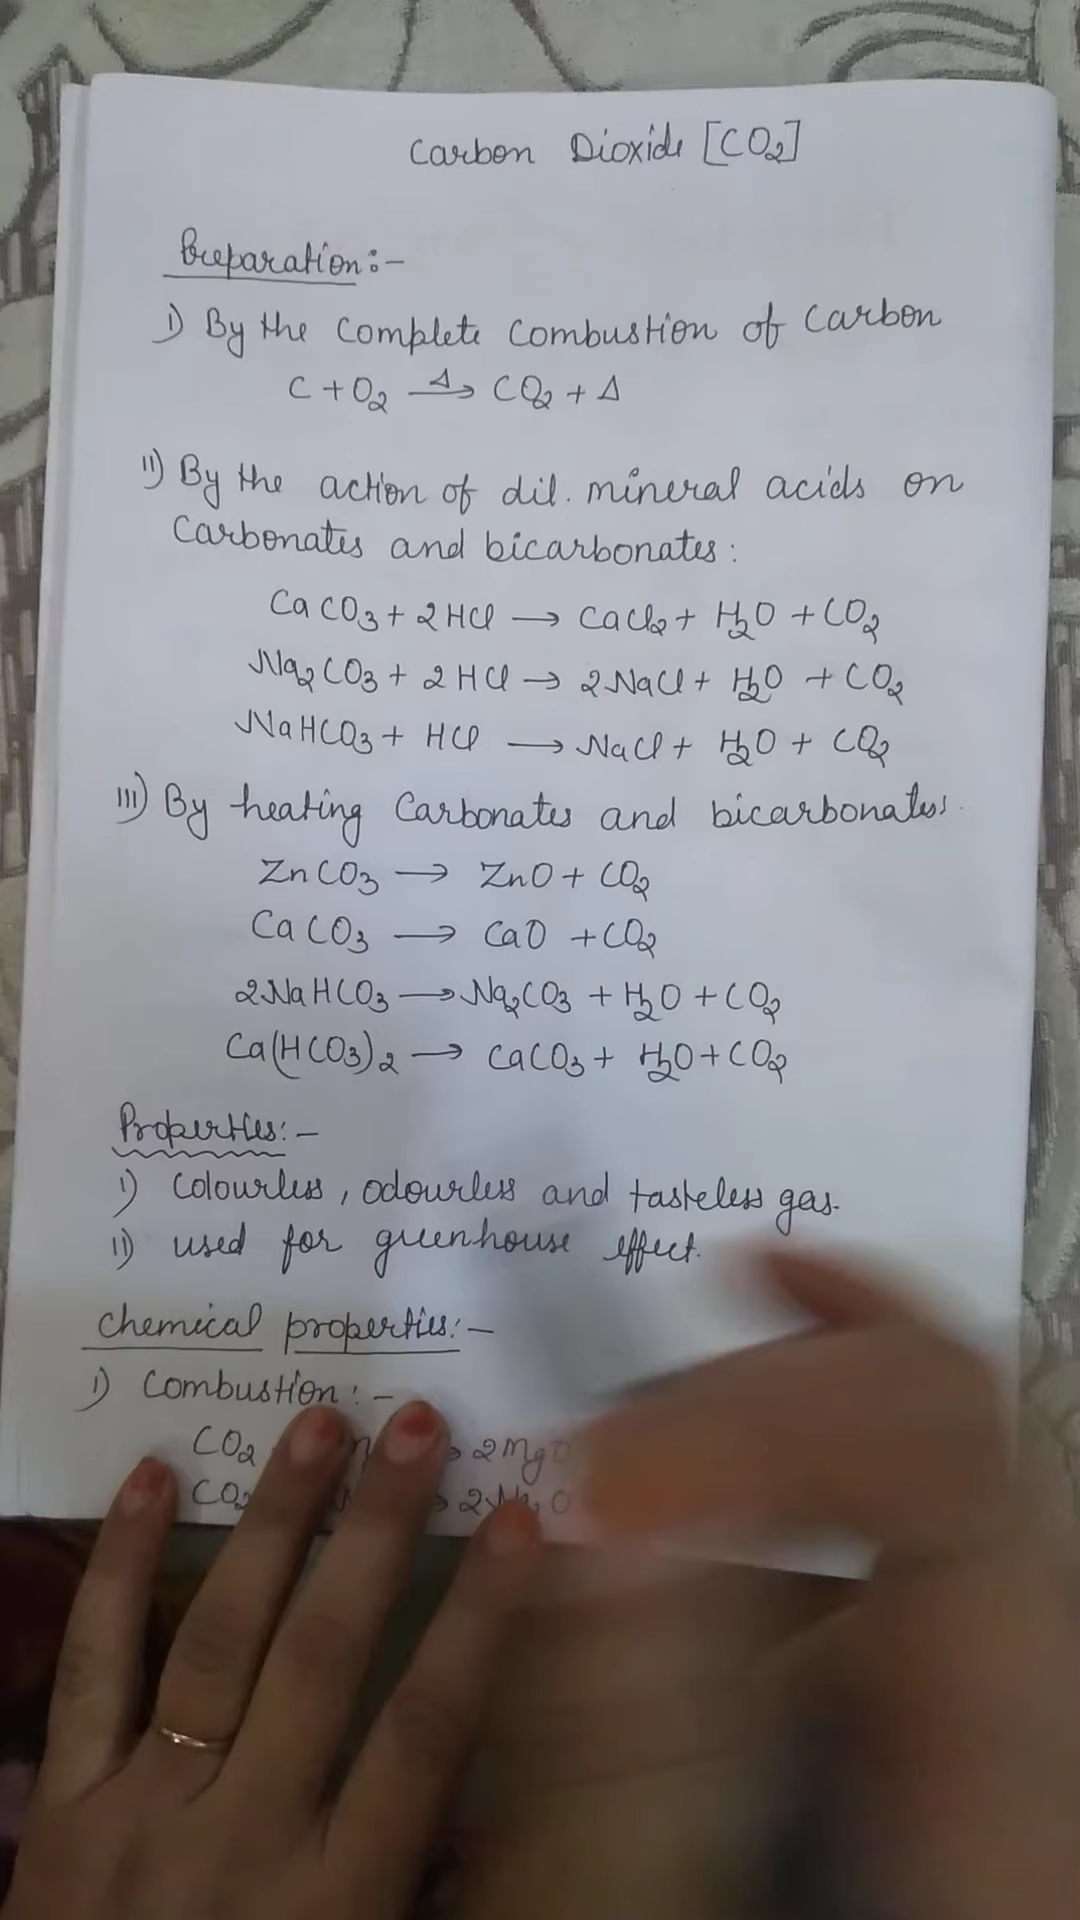 Carbon Dioxide [CO₂]
Preparation:-
i) By the complete combustion of carbon
C + O₂ —Δ→ CO₂ + Δ
ii) By the action of dil. mineral acids on
Carbonates and bicarbonates:
CaCO₃ + 2HCl → CaCl₂ + H₂O + CO₂
Na₂CO₃ + 2HCl → 2NaCl + H₂O + CO₂
NaHCO₃ + HCl → NaCl + H₂O + CO₂
iii) By heating Carbonates and bicarbonates:
ZnCO₃ → ZnO + CO₂
CaCO₃ → CaO + CO₂
2NaHCO₃ → Na₂CO₃ + H₂O + CO₂
Ca(HCO₃)₂ → CaCO₃ + H₂O + CO₂
Properties:-
i) Colourless, odourless and tasteless gas.
ii) used for greenhouse effect.
Chemical properties:-
i) Combustion:-
CO₂ → 2MgO
CO₂ → 2Na₂O